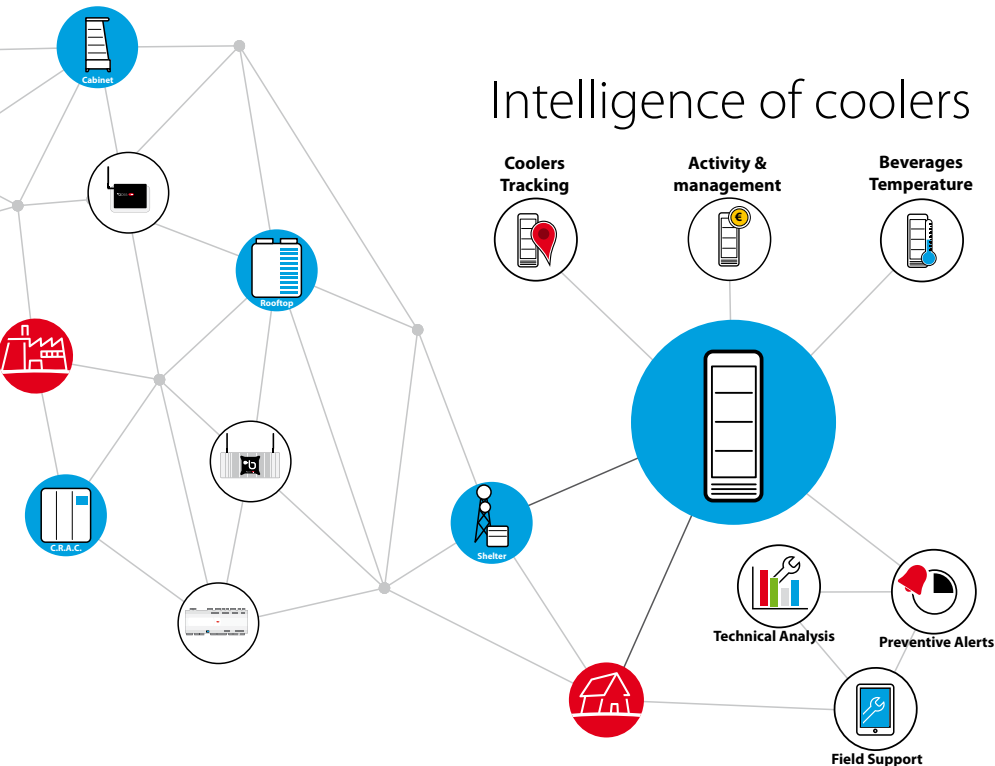 Cabinet
Intelligence of coolers
Coolers
Tracking
Activity &
management
Beverages
Temperature
€
Rooftop
C.R.A.C.
Shelter
Technical Analysis
Preventive Alerts
Field Support